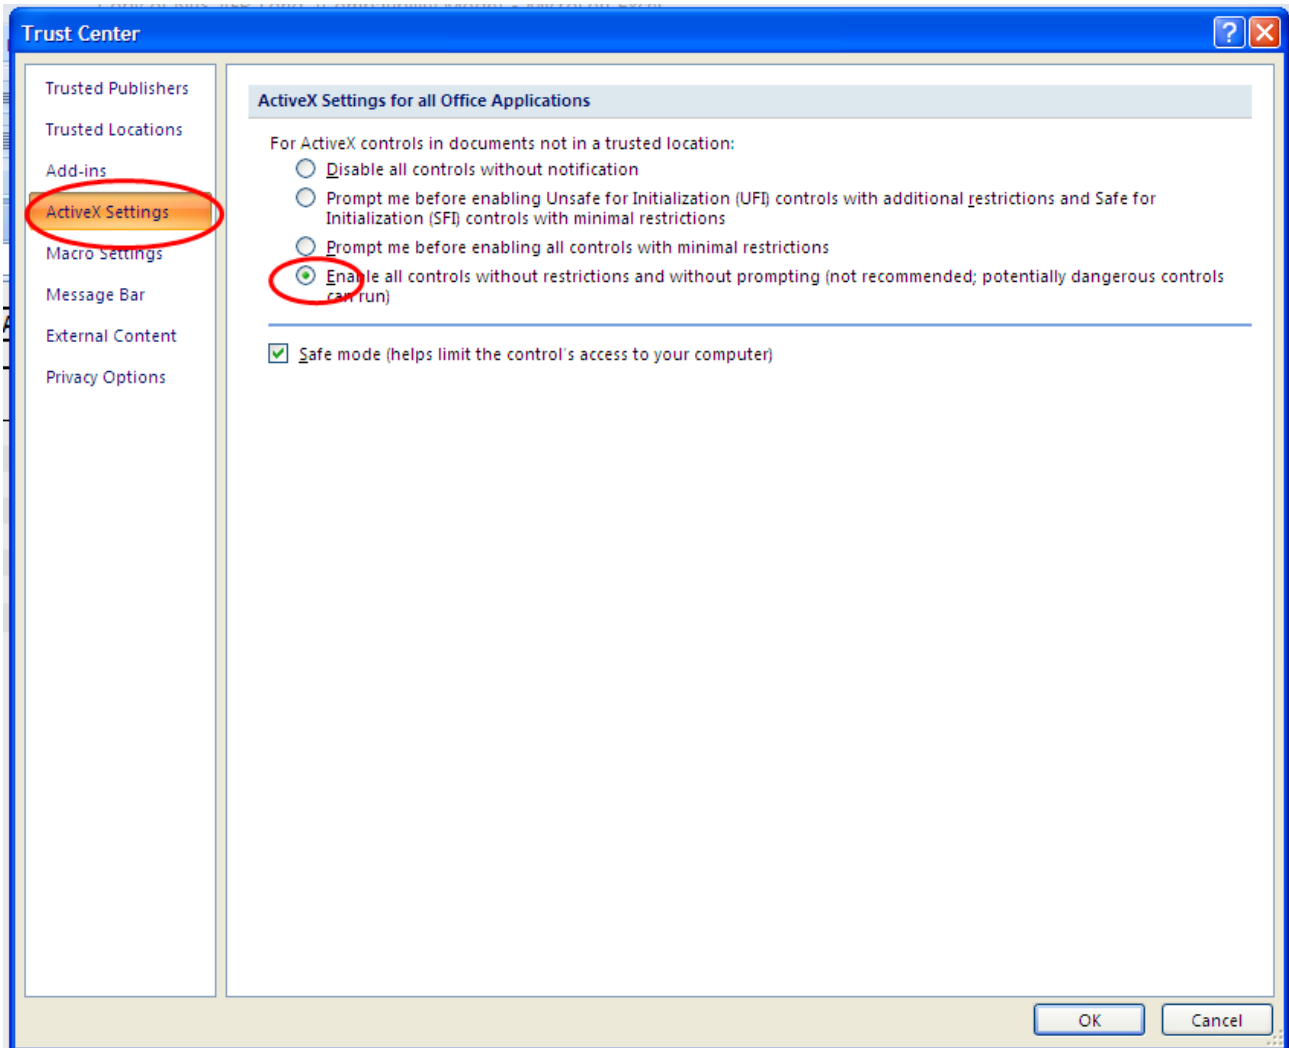 Trust Center
Trusted Publishers
Trusted Locations
Add-ins
ActiveX Settings
Macro Settings
Message Bar
External Content
Privacy Options
ActiveX Settings for all Office Applications
For ActiveX controls in documents not in a trusted location:
Disable all controls without notification
Prompt me before enabling Unsafe for Initialization (UFI) controls with additional restrictions and Safe for
Initialization (SFI) controls with minimal restrictions
Prompt me before enabling all controls with minimal restrictions
Enable all controls without restrictions and without prompting (not recommended; potentially dangerous controls
can run)
Safe mode (helps limit the control's access to your computer)
OK
Cancel